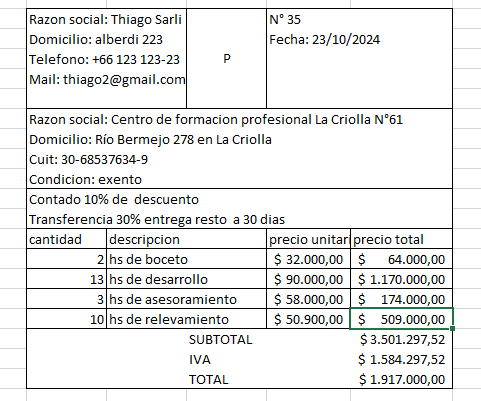 Razon social: Thiago Sarli
Domicilio: alberdi 223
Telefono: +66 123 123-23
Mail: thiago2@gmail.com
P
N° 35
Fecha: 23/10/2024
Razon social: Centro de formacion profesional La Criolla N°61
Domicilio: Río Bermejo 278 en La Criolla
Cuit: 30-68537634-9
Condicion: exento
Contado 10% de  descuento
Transferencia 30% entrega resto  a 30 dias
cantidad descripcion precio unitari precio total
2 hs de boceto $ 32.000,00 $ 64.000,00
13 hs de desarrollo $ 90.000,00 $ 1.170.000,00
3 hs de asesoramiento $ 58.000,00 $ 174.000,00
10 hs de relevamiento $ 50.900,00 $ 509.000,00
SUBTOTAL $ 3.501.297,52
IVA $ 1.584.297,52
TOTAL $ 1.917.000,00